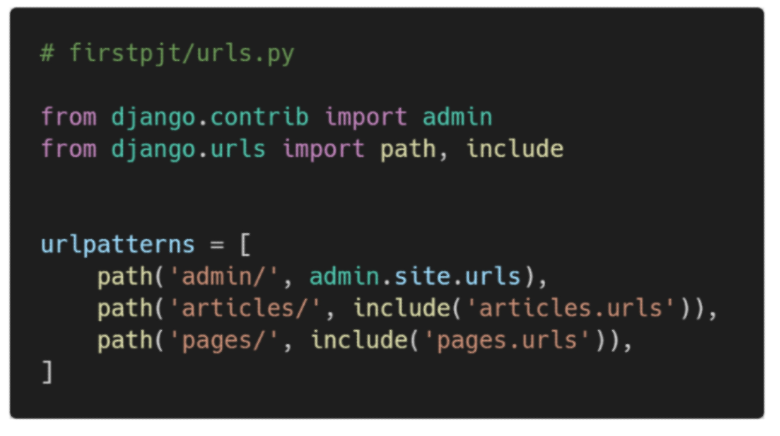 # firstpjt/urls.py
from django.contrib import admin
from django.urls import path, include
urlpatterns = [
    path('admin/', admin.site.urls),
    path('articles/', include('articles.urls')),
    path('pages/', include('pages.urls')),
]